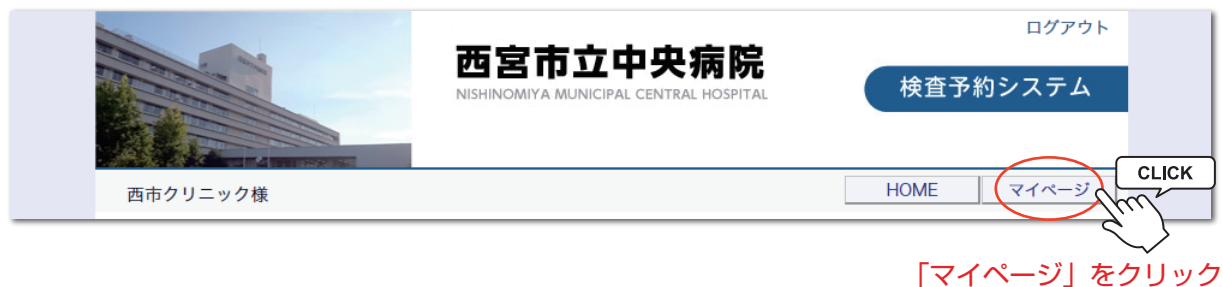 ログアウト
西宮市立中央病院
NISHINOMIYA MUNICIPAL CENTRAL HOSPITAL
検査予約システム
西市クリニック様
HOME
マイページ
CLICK
「マイページ」をクリック